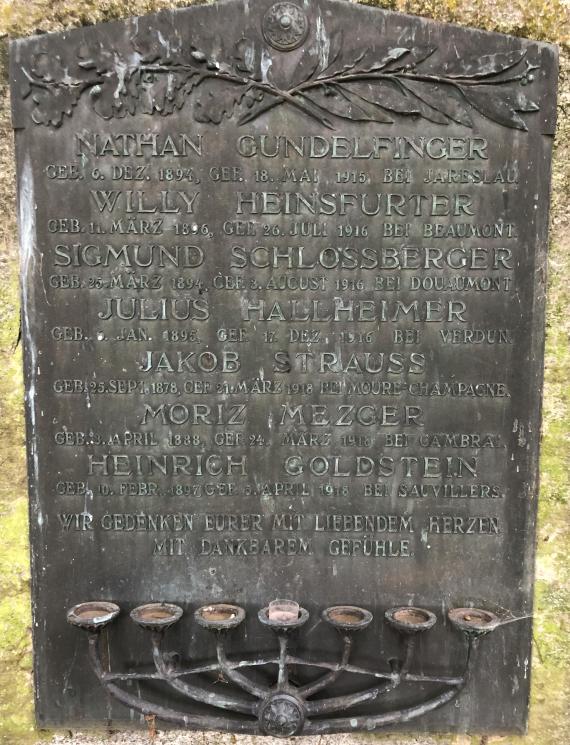 NATHAN GUNDELFINGER
GEB. 6. DEZ. 1894, GEF. 18. MAI 1915 BEI JAROSLAU.
WILLY HEINSFURTER
GEB. 11. MÄRZ 1896, GEF. 26. JULI 1916 BEI BEAUMONT.
SIGMUND SCHLOSSBERGER
GEB. 25. MÄRZ 1894, GEF. 3. AUGUST 1916 BEI DOUAUMONT.
JULIUS HALLHEIMER
GEB. JAN. 1895, GEF. 17. DEZ. 1916 BEI VERDUN.
JAKOB STRAUSS
GEB. 25. SEPT. 1878, GEF. 21. MÄRZ 1918 BEI MOURE-CHAMPAGNE.
MORIZ MEZGER
GEB. 3. APRIL 1888, GEF. 24. MÄRZ 1918 BEI CAMBRAI.
HEINRICH GOLDSTEIN
GEB. 10. FEBR. 1897 GEF. 5. APRIL 1918 BEI SAUVILLERS.
WIR GEDENKEN EURER MIT LIEBENDEM HERZEN
MIT DANKBAREM GEFÜHLE.